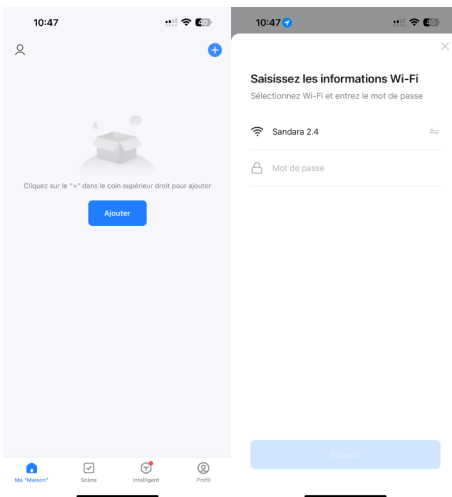 10:47
40
Cliquez sur le "+" dans le coin supérieur droit pour ajouter
Ajouter
Ma "Maison"
Scène
Intelligent
Profil
10:47
40
Saisissez les informations Wi-Fi
Sélectionnez Wi-Fi et entrez le mot de passe
Sandara 2.4
Mot de passe